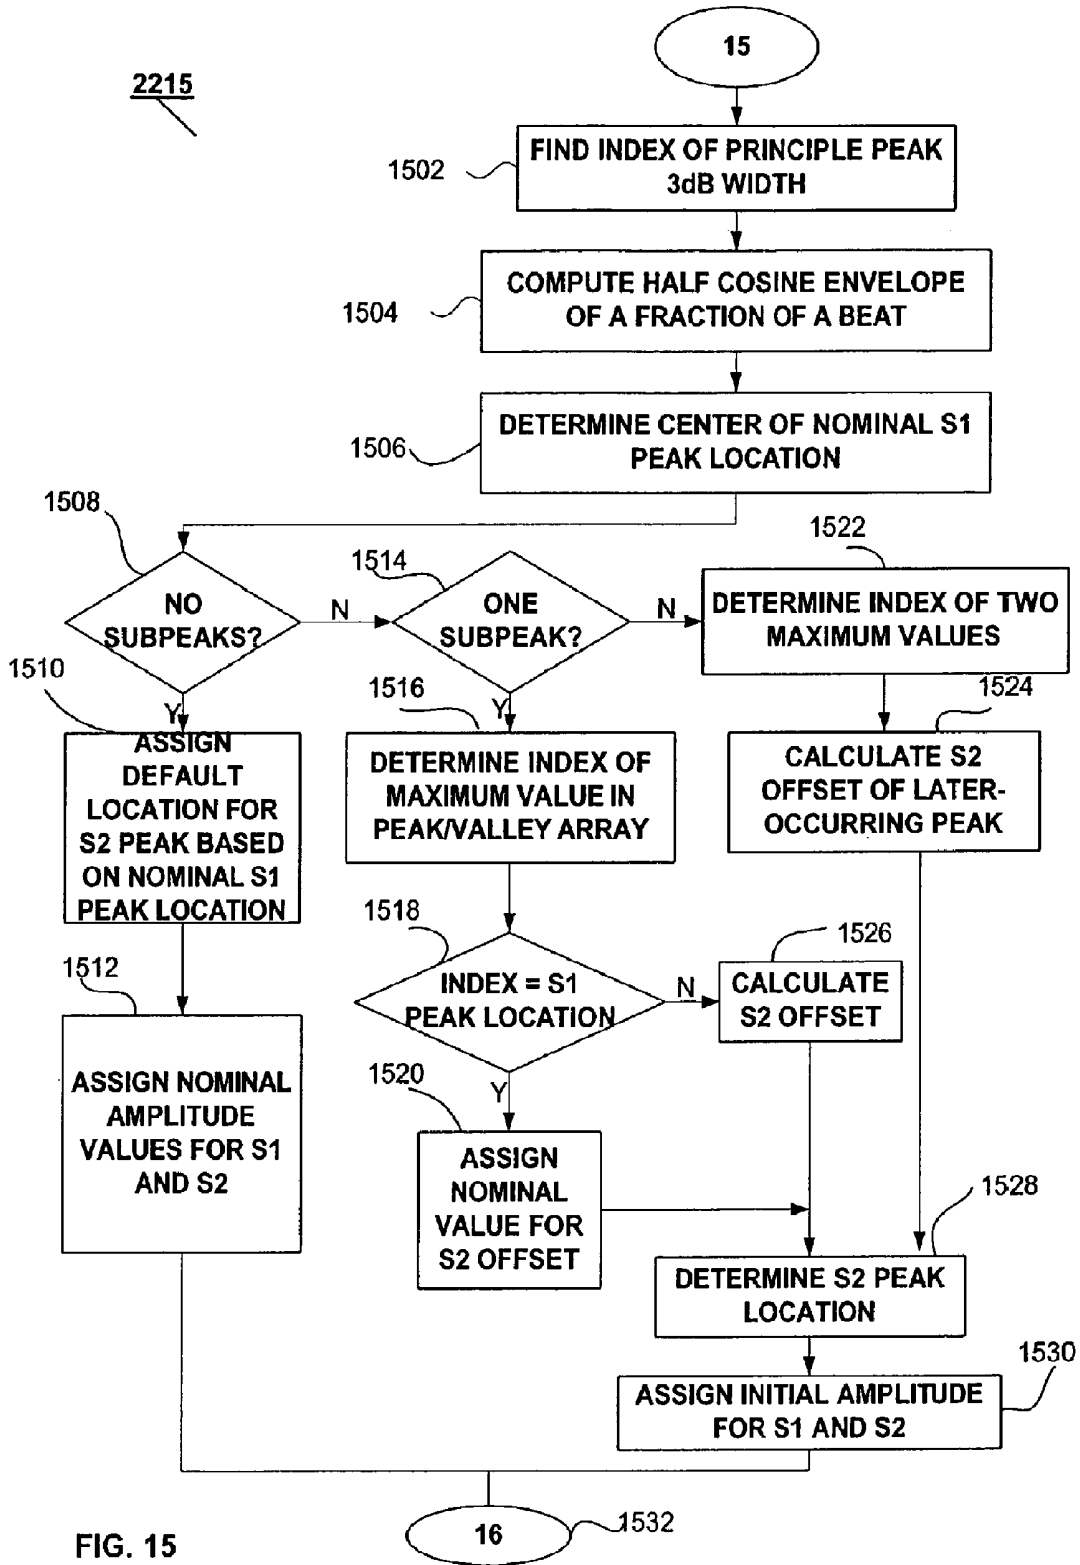 15
2215
FIND INDEX OF PRINCIPLE PEAK
3dB WIDTH
1502
COMPUTE HALF COSINE ENVELOPE
OF A FRACTION OF A BEAT
1504
DETERMINE CENTER OF NOMINAL S1
PEAK LOCATION
1506
1508
NO
SUBPEAKS?
N
Y
1514
ONE
SUBPEAK?
N
Y
1522
DETERMINE INDEX OF TWO
MAXIMUM VALUES
1510
ASSIGN
DEFAULT
LOCATION FOR
S2 PEAK BASED
ON NOMINAL S1
PEAK LOCATION
1516
DETERMINE INDEX OF
MAXIMUM VALUE IN
PEAK/VALLEY ARRAY
1524
CALCULATE S2
OFFSET OF LATER-
OCCURRING PEAK
1518
INDEX = S1
PEAK LOCATION
N
Y
1526
CALCULATE
S2 OFFSET
1512
ASSIGN NOMINAL
AMPLITUDE
VALUES FOR S1
AND S2
1520
ASSIGN
NOMINAL
VALUE FOR
S2 OFFSET
1528
DETERMINE S2 PEAK
LOCATION
1530
ASSIGN INITIAL AMPLITUDE
FOR S1 AND S2
16
1532
FIG. 15